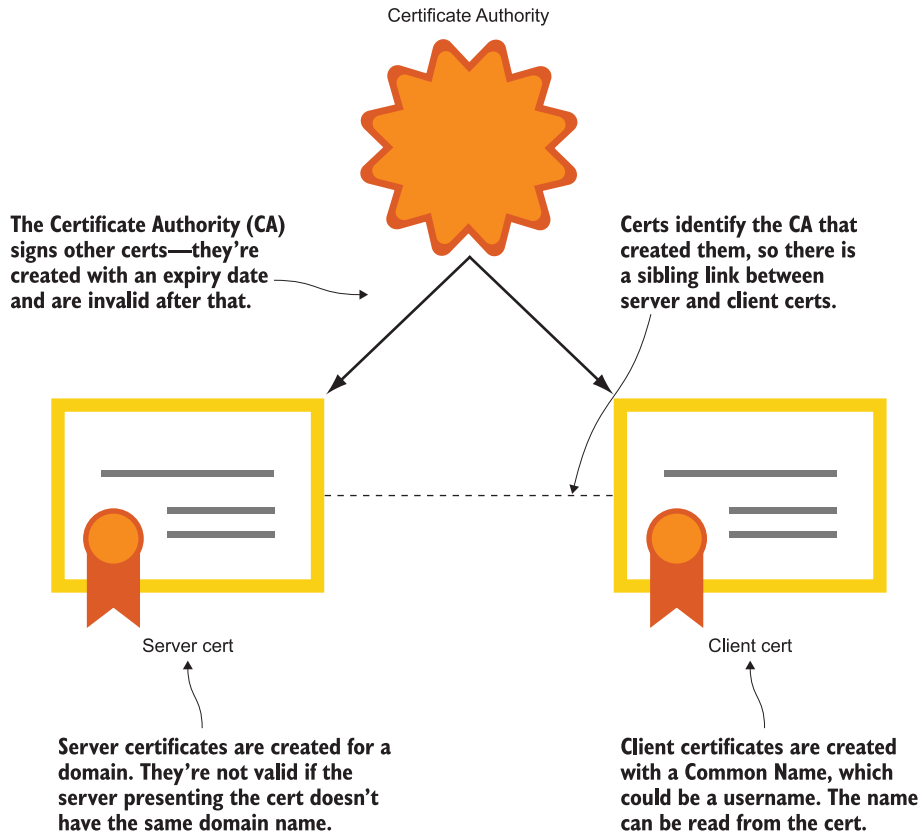 Certificate Authority
The Certificate Authority (CA)
signs other certs—they’re
created with an expiry date
and are invalid after that.
Certs identify the CA that
created them, so there is
a sibling link between
server and client certs.
Server cert
Client cert
Server certificates are created for a
domain. They’re not valid if the
server presenting the cert doesn’t
have the same domain name.
Client certificates are created
with a Common Name, which
could be a username. The name
can be read from the cert.